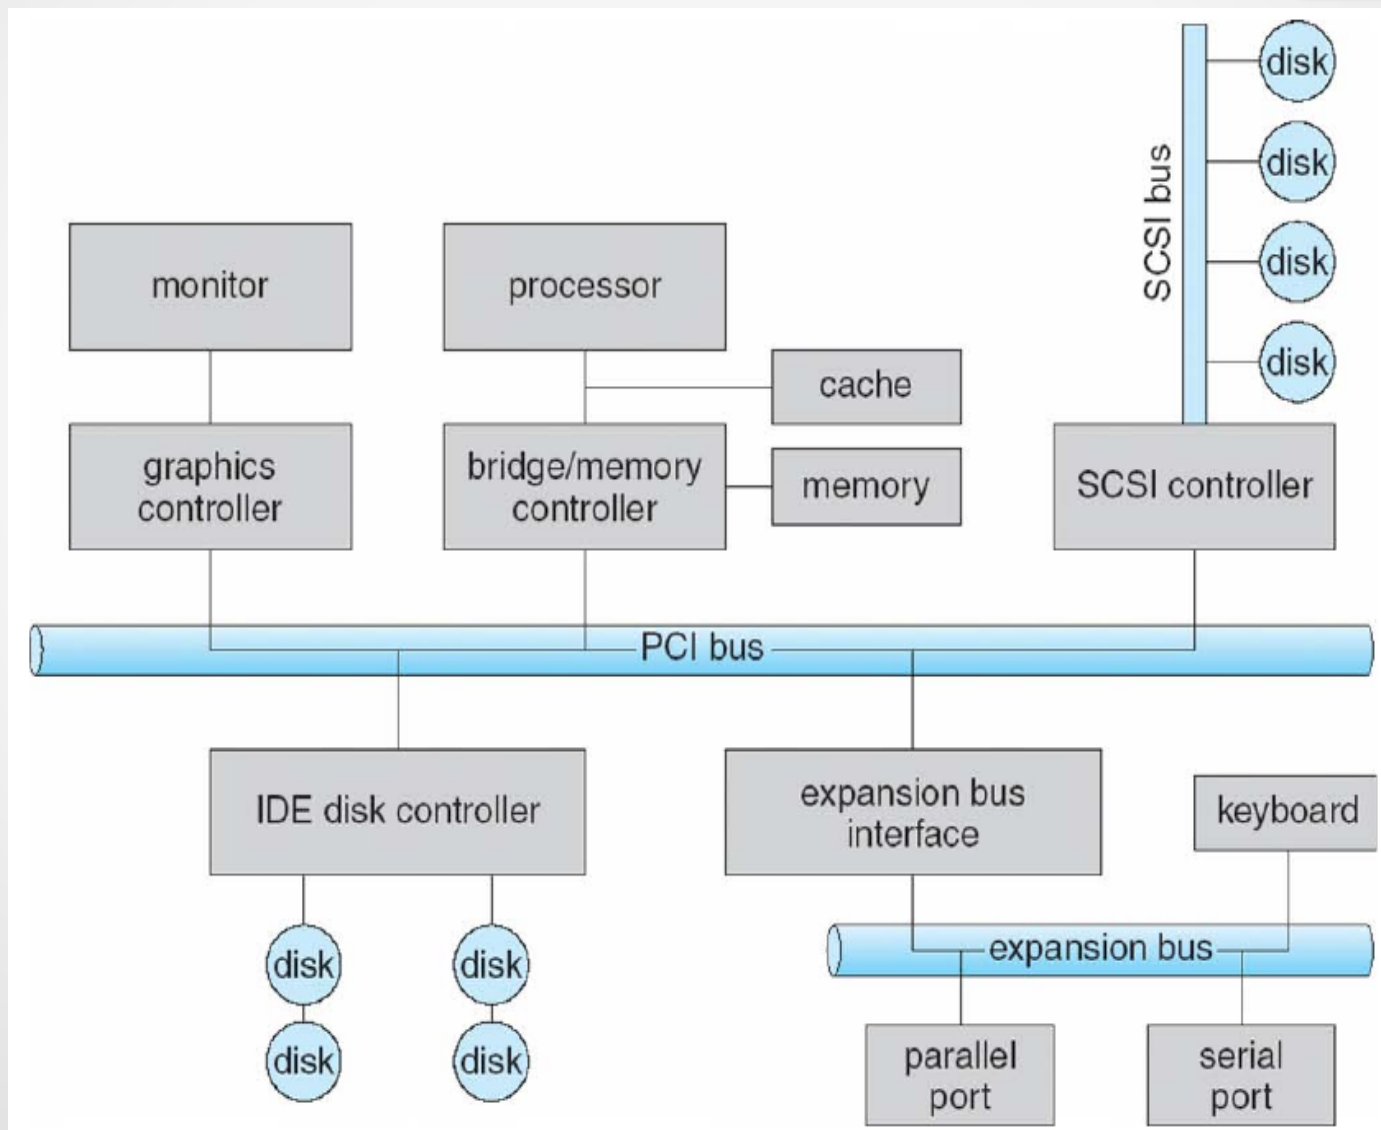 disk
disk
SCSI bus
disk
disk
monitor
processor
cache
graphics
controller
bridge/memory
controller
memory
SCSI controller
PCI bus
IDE disk controller
expansion bus
interface
keyboard
disk
disk
expansion bus
disk
disk
parallel
port
serial
port